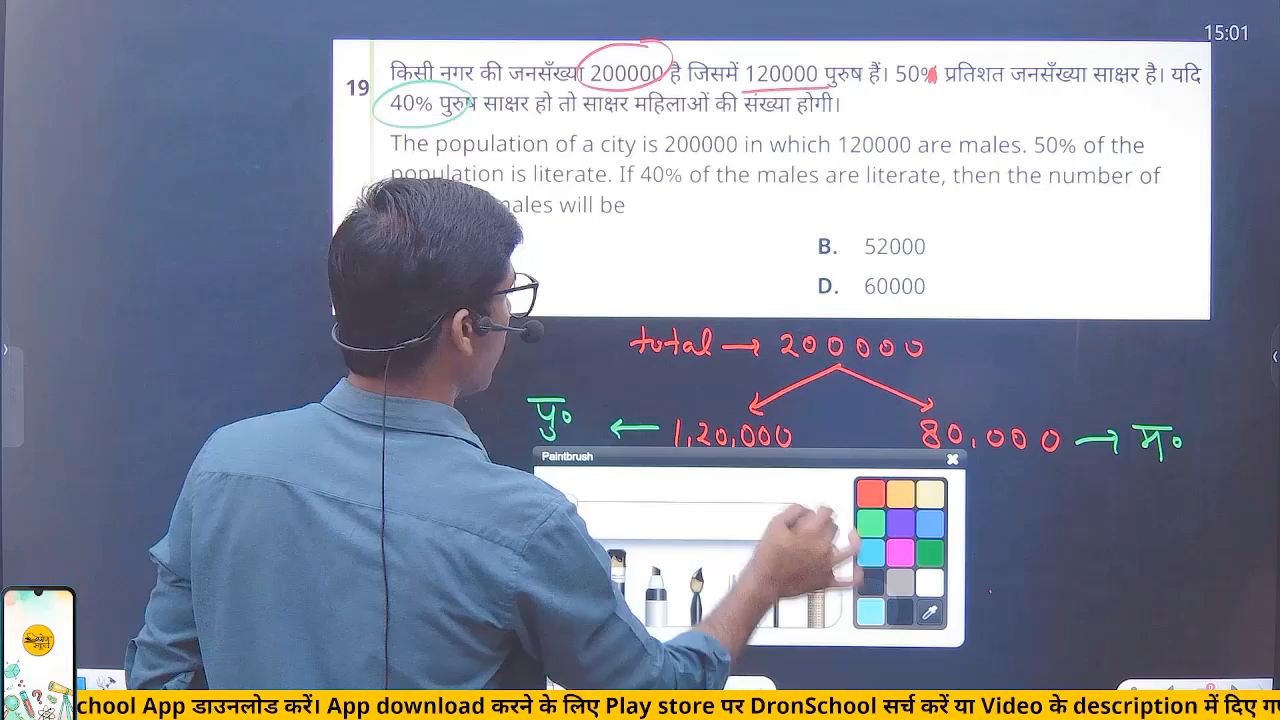 15:01
19
किसी नगर की जनसँख्या 200000 है जिसमें 120000 पुरुष हैं। 50% प्रतिशत जनसँख्या साक्षर है। यदि
40% पुरुष साक्षर हो तो साक्षर महिलाओं की संख्या होगी।
The population of a city is 200000 in which 120000 are males. 50% of the
population is literate. If 40% of the males are literate, then the number of
males will be
B. 52000
D. 60000
total → 200000
पु० ← 1,20,000 80,000 → म०
Paintbrush
chool App डाउनलोड करें। App download करने के लिए Play store पर DronSchool सर्च करें या Video के description में दिए ग